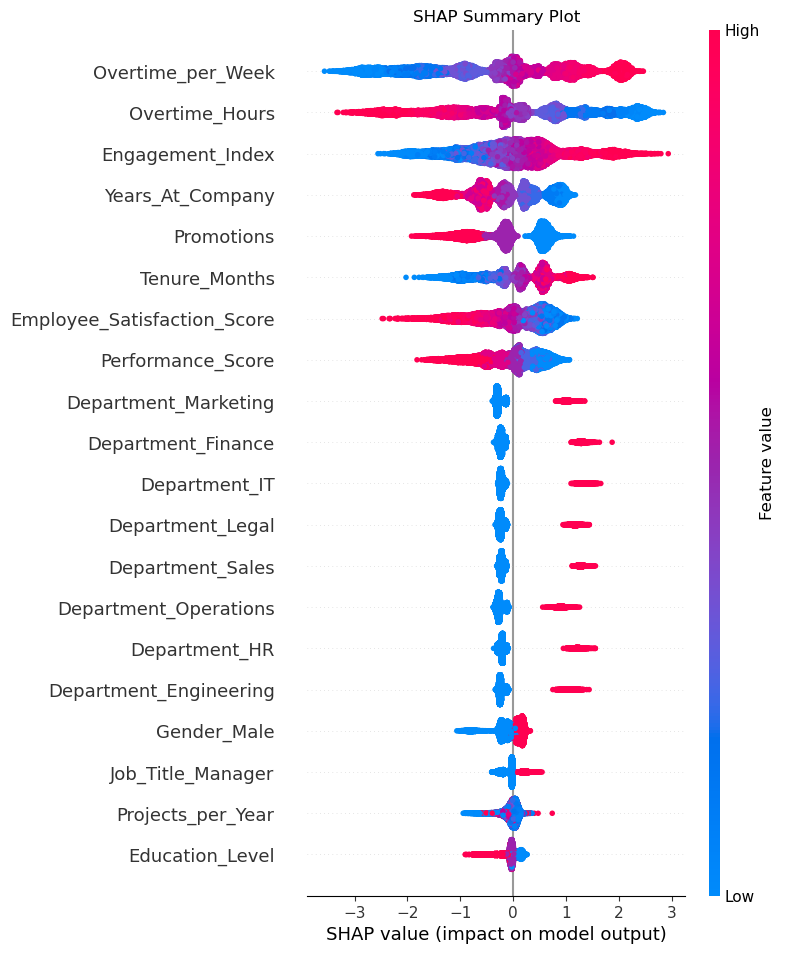 SHAP Summary Plot
High
Overtime_per_Week
Overtime_Hours
Engagement_Index
Years_At_Company
Promotions
Tenure_Months
Employee_Satisfaction_Score
Performance_Score
Department_Marketing
Department_Finance
Department_IT
Department_Legal
Department_Sales
Department_Operations
Department_HR
Department_Engineering
Gender_Male
Job_Title_Manager
Projects_per_Year
Education_Level
Feature value
Low
−3 −2 −1 0 1 2 3
SHAP value (impact on model output)